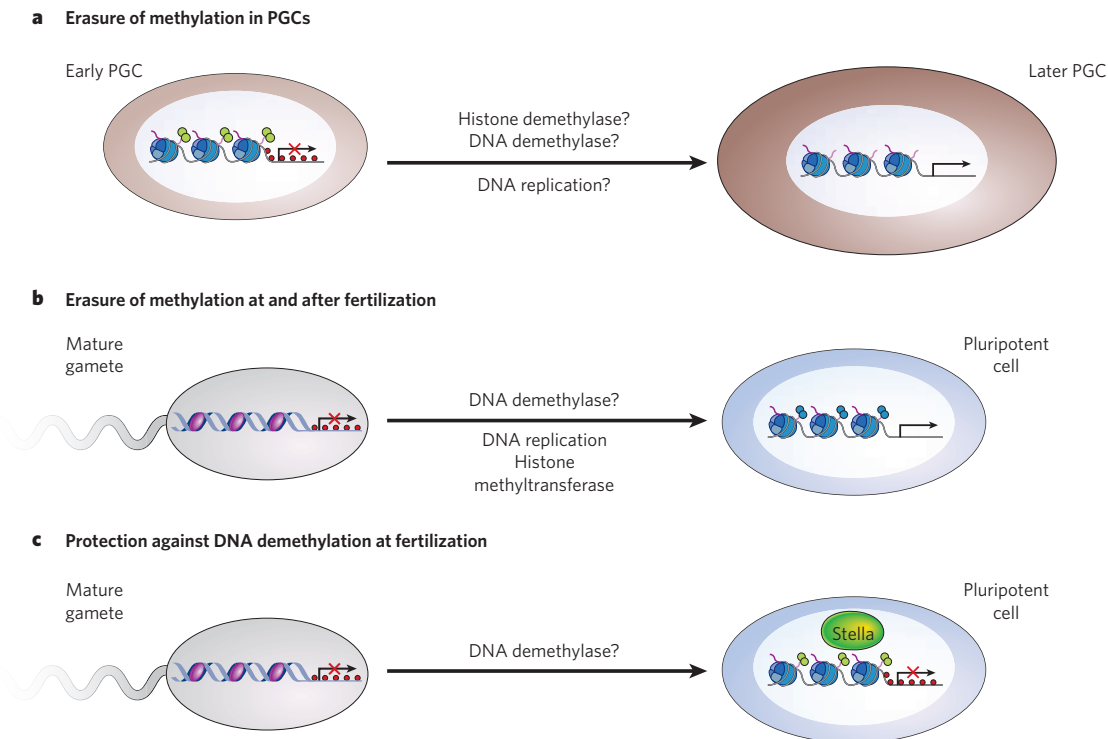 a Erasure of methylation in PGCs
Early PGC
Later PGC
Histone demethylase?
DNA demethylase?
DNA replication?
b Erasure of methylation at and after fertilization
Mature
gamete
Pluripotent
cell
DNA demethylase?
DNA replication
Histone
methyltransferase
c Protection against DNA demethylation at fertilization
Mature
gamete
Pluripotent
cell
DNA demethylase?
Stella